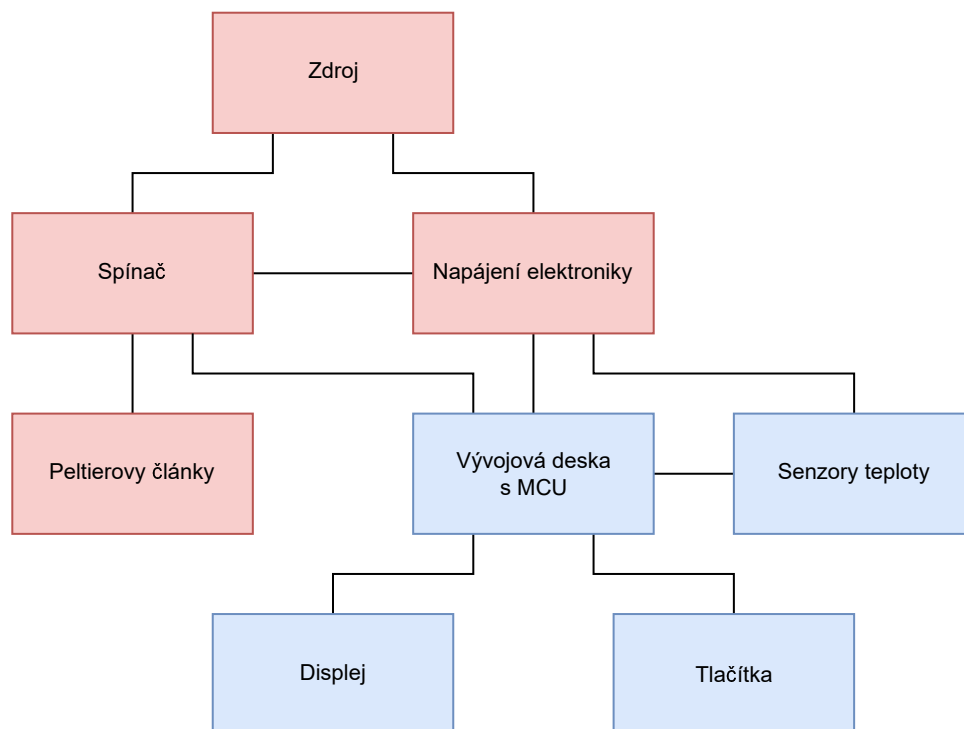 Zdroj
Spínač
Napájení elektroniky
Peltierovy články
Vývojová deska
s MCU
Senzory teploty
Displej
Tlačítka